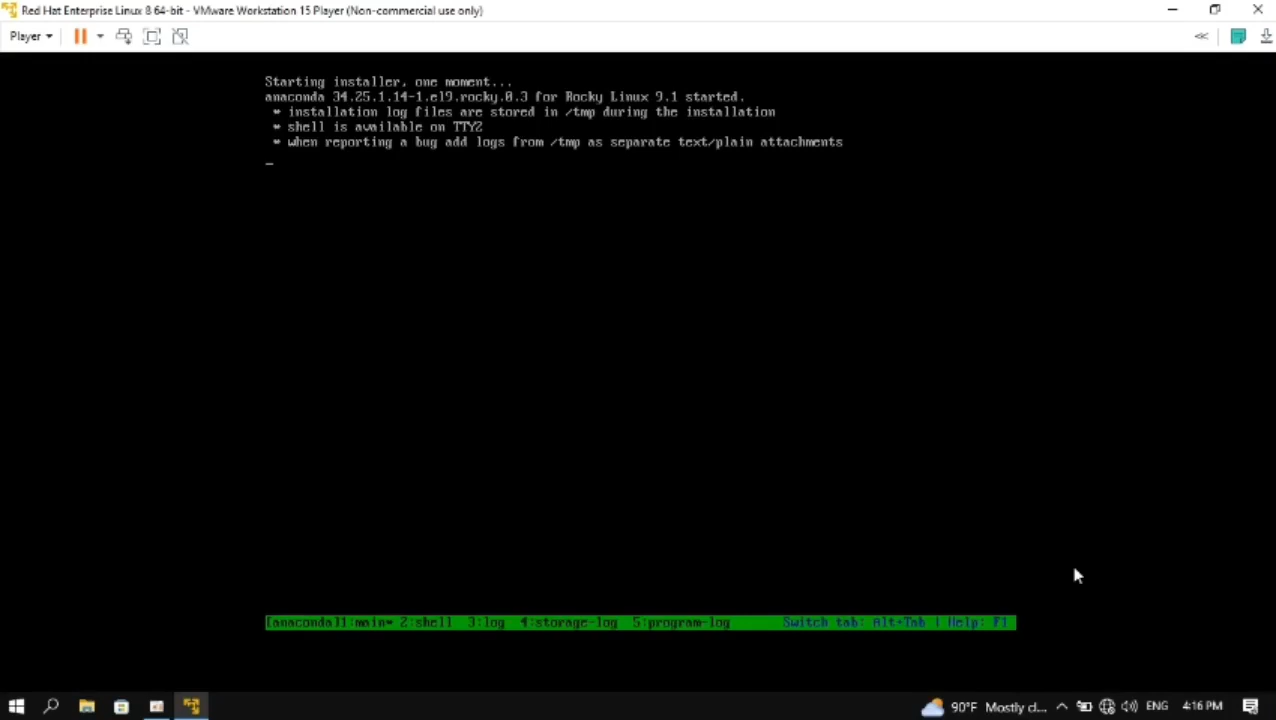 Red Hat Enterprise Linux 8 64-bit - VMware Workstation 15 Player (Non-commercial use only)
Player
Starting installer, one moment...
anaconda 34.25.1.14-1.el9.rocky.0.3 for Rocky Linux 9.1 started.
* installation log files are stored in /tmp during the installation
* shell is available on TTY2
* when reporting a bug add logs from /tmp as separate text/plain attachments
[anaconda]1:main* 2:shell 3:log 4:storage-log 5:program-log Switch tab: Alt+Tab | Help: F1
90°F Mostly cl... ENG 4:16 PM